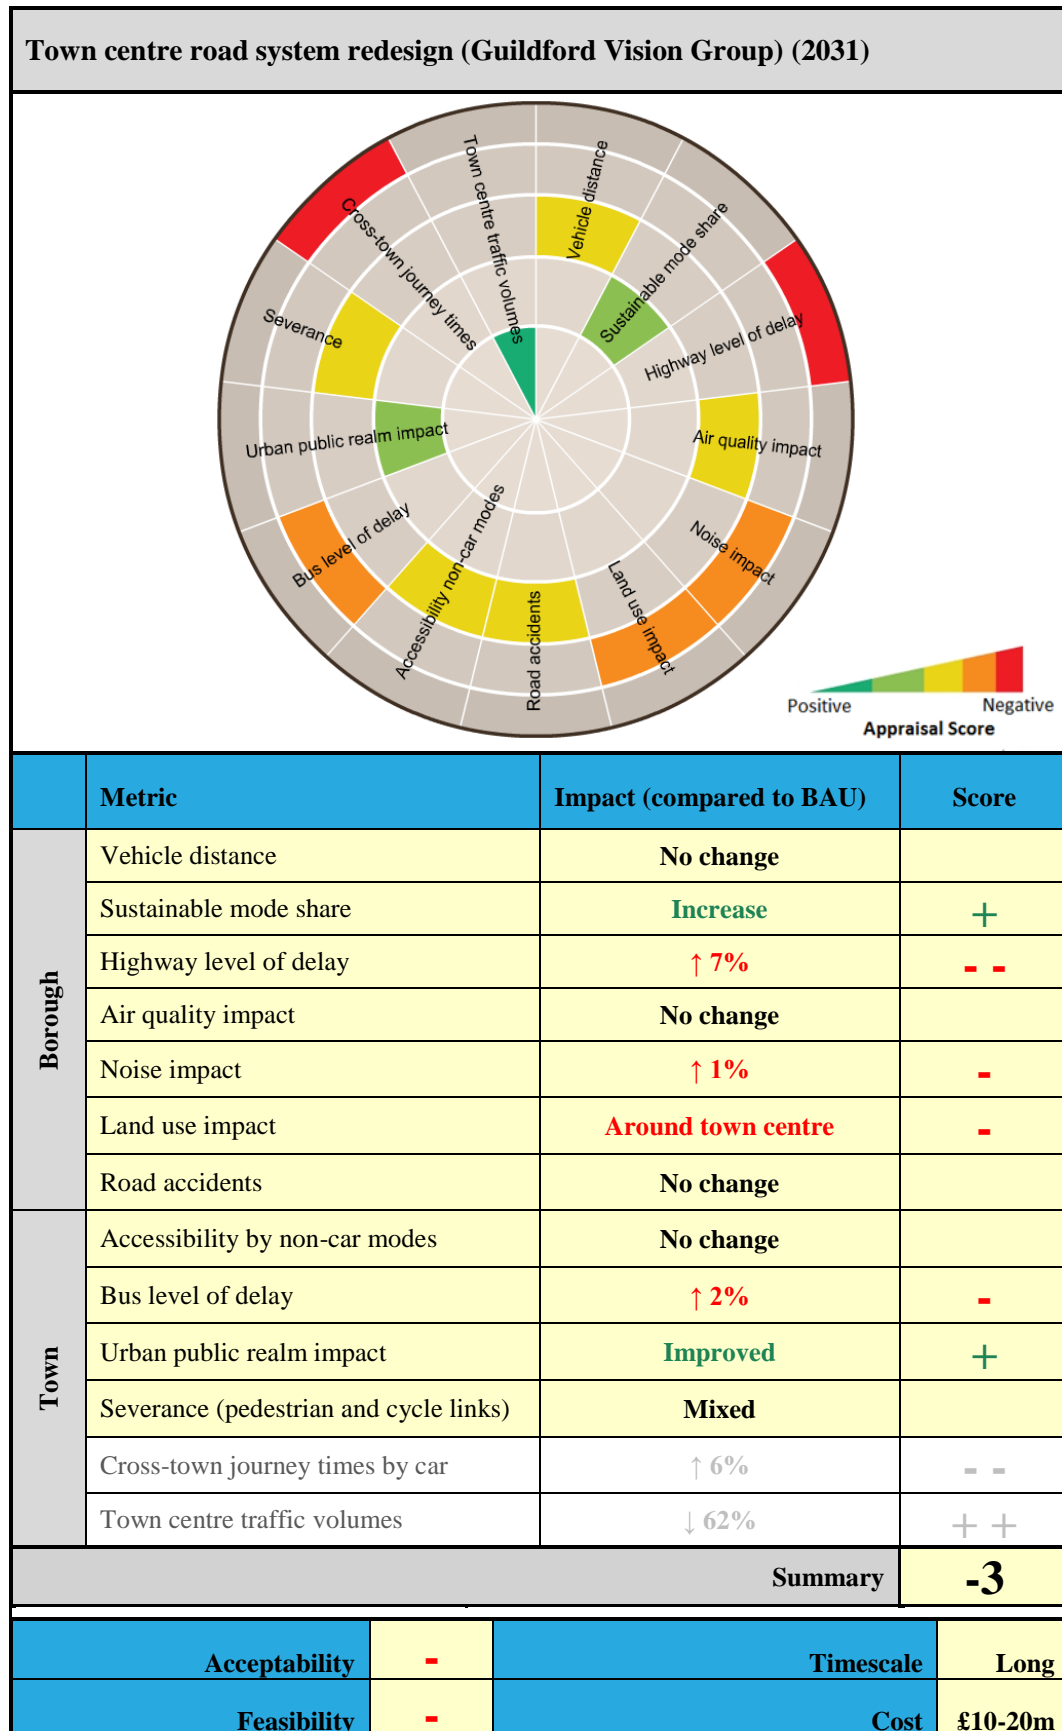 Town centre road system redesign (Guildford Vision Group) (2031)
Town centre traffic volumes
Vehicle distance
Sustainable mode share
Highway level of delay
Air quality impact
Noise impact
Land use impact
Road accidents
Accessibility non-car modes
Bus level of delay
Urban public realm impact
Severance
Cross-town journey times
Positive Negative
Appraisal Score
Metric Impact (compared to BAU) Score
Borough
Vehicle distance No change
Sustainable mode share Increase +
Highway level of delay ↑ 7% - -
Air quality impact No change
Noise impact ↑ 1% -
Land use impact Around town centre -
Road accidents No change
Town
Accessibility by non-car modes No change
Bus level of delay ↑ 2% -
Urban public realm impact Improved +
Severance (pedestrian and cycle links) Mixed
Cross-town journey times by car ↑ 6% - -
Town centre traffic volumes ↓ 62% + +
Summary -3
Acceptability - Timescale Long
Feasibility - Cost £10-20m